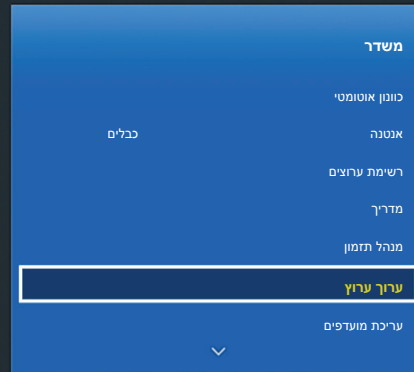 משדר
כוונון אוטומטי
אנטנה כבלים
רשימת ערוצים
מדריך
מנהל תזמון
ערוך ערוץ
עריכת מועדפים